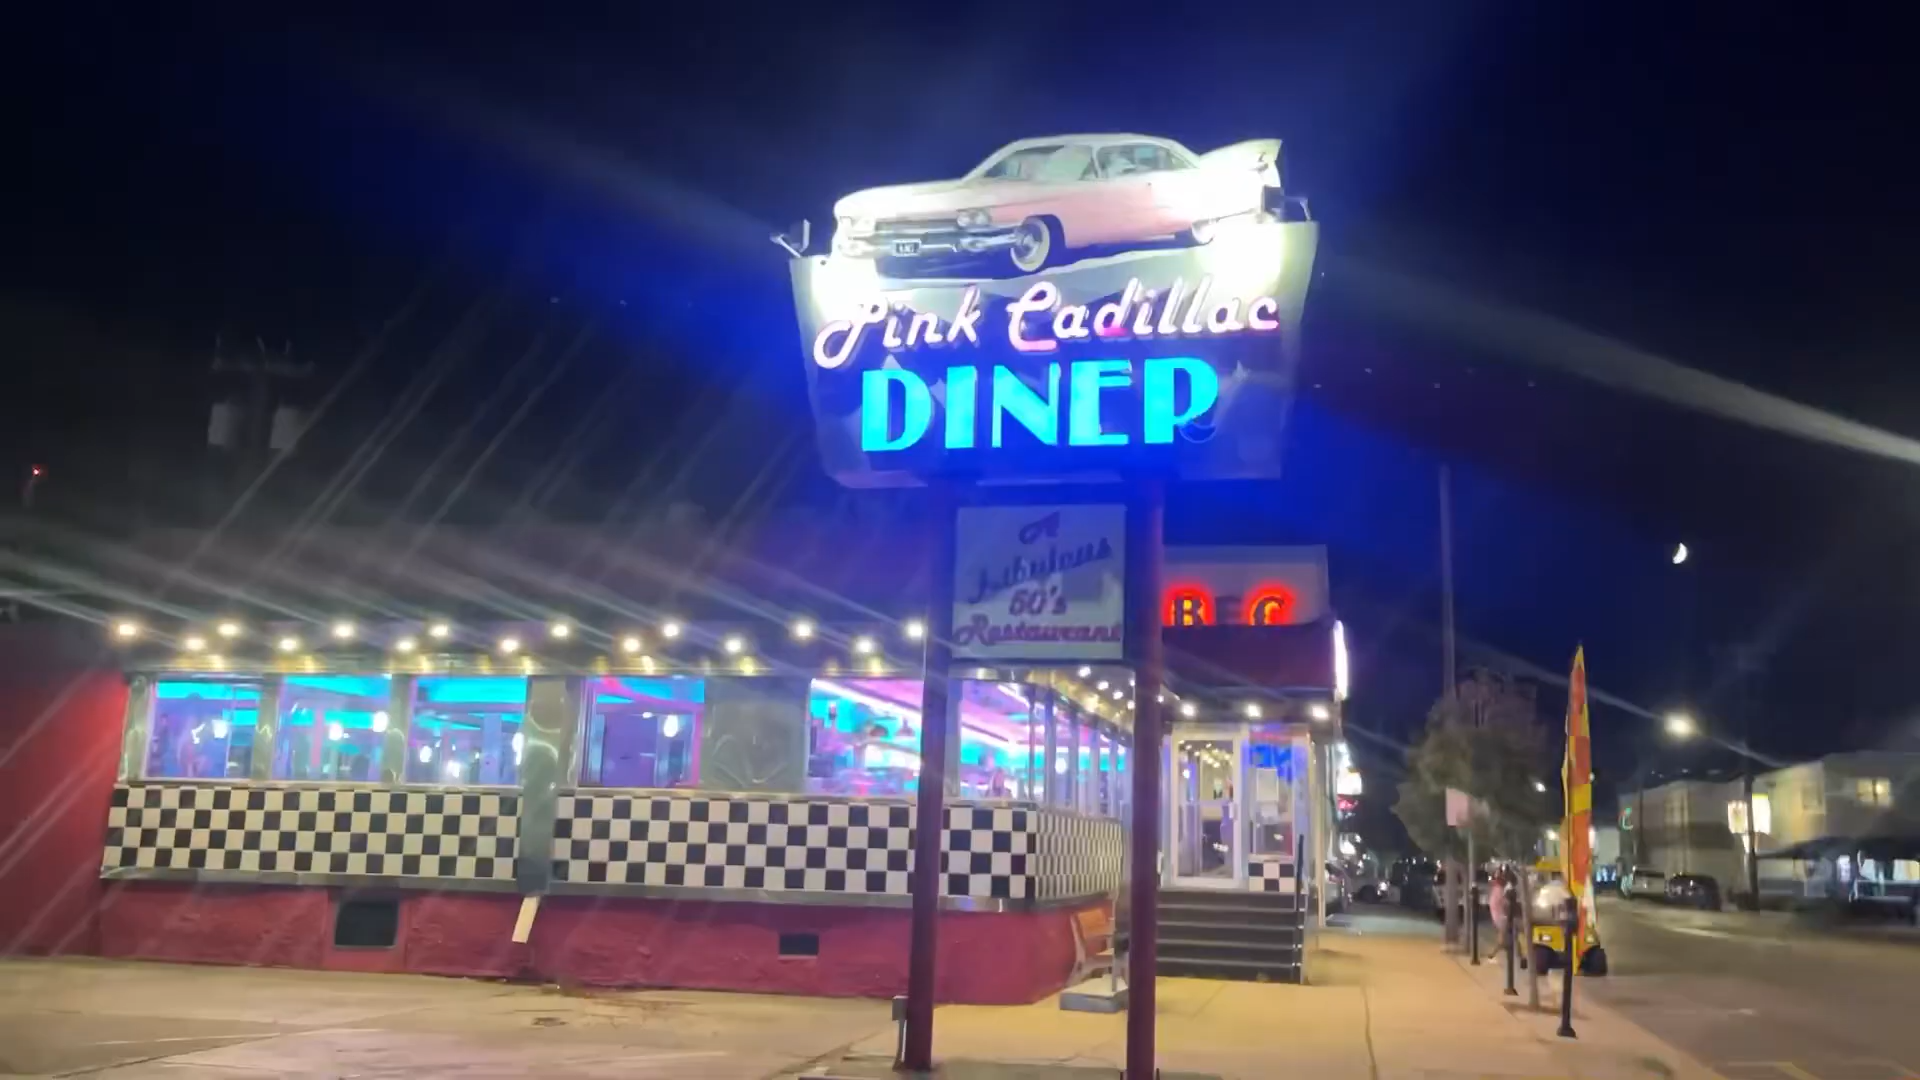 Pink Cadillac
DINER
A
Fabulous
50's
Restaurant
B C